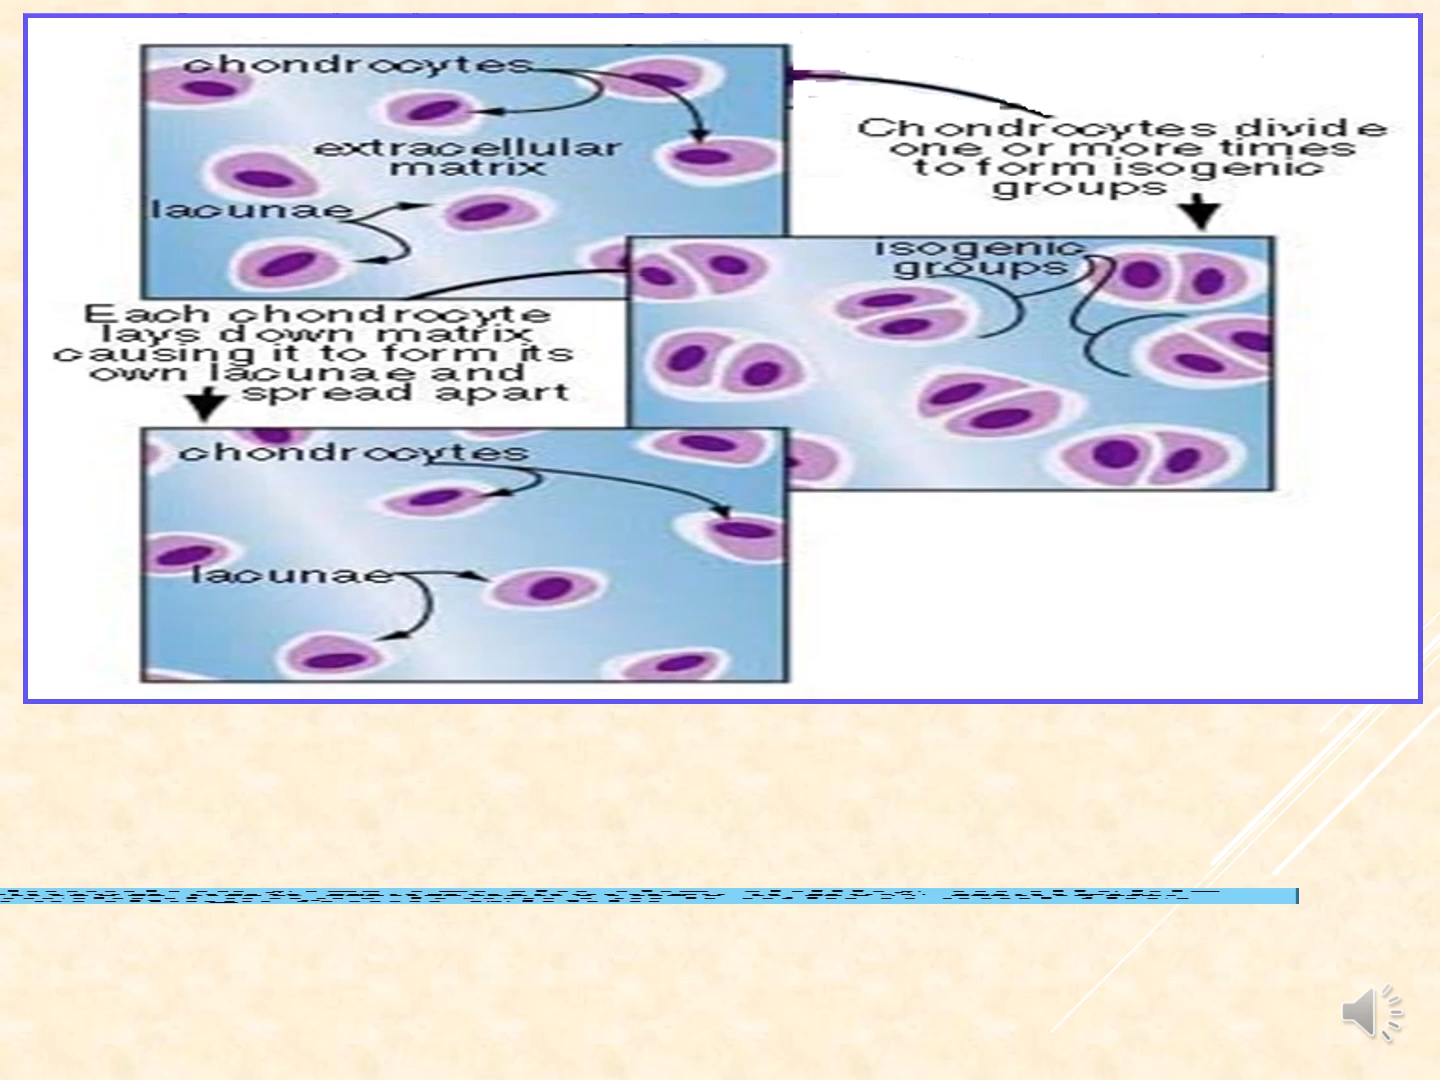 chondrocytes
extracellular
matrix
lacunae
Chondrocytes divide
one or more times
to form isogenic
groups
isogenic
groups
Each chondrocyte
lays down matrix
causing it to form its
own lacunae and
spread apart
chondrocytes
lacunae